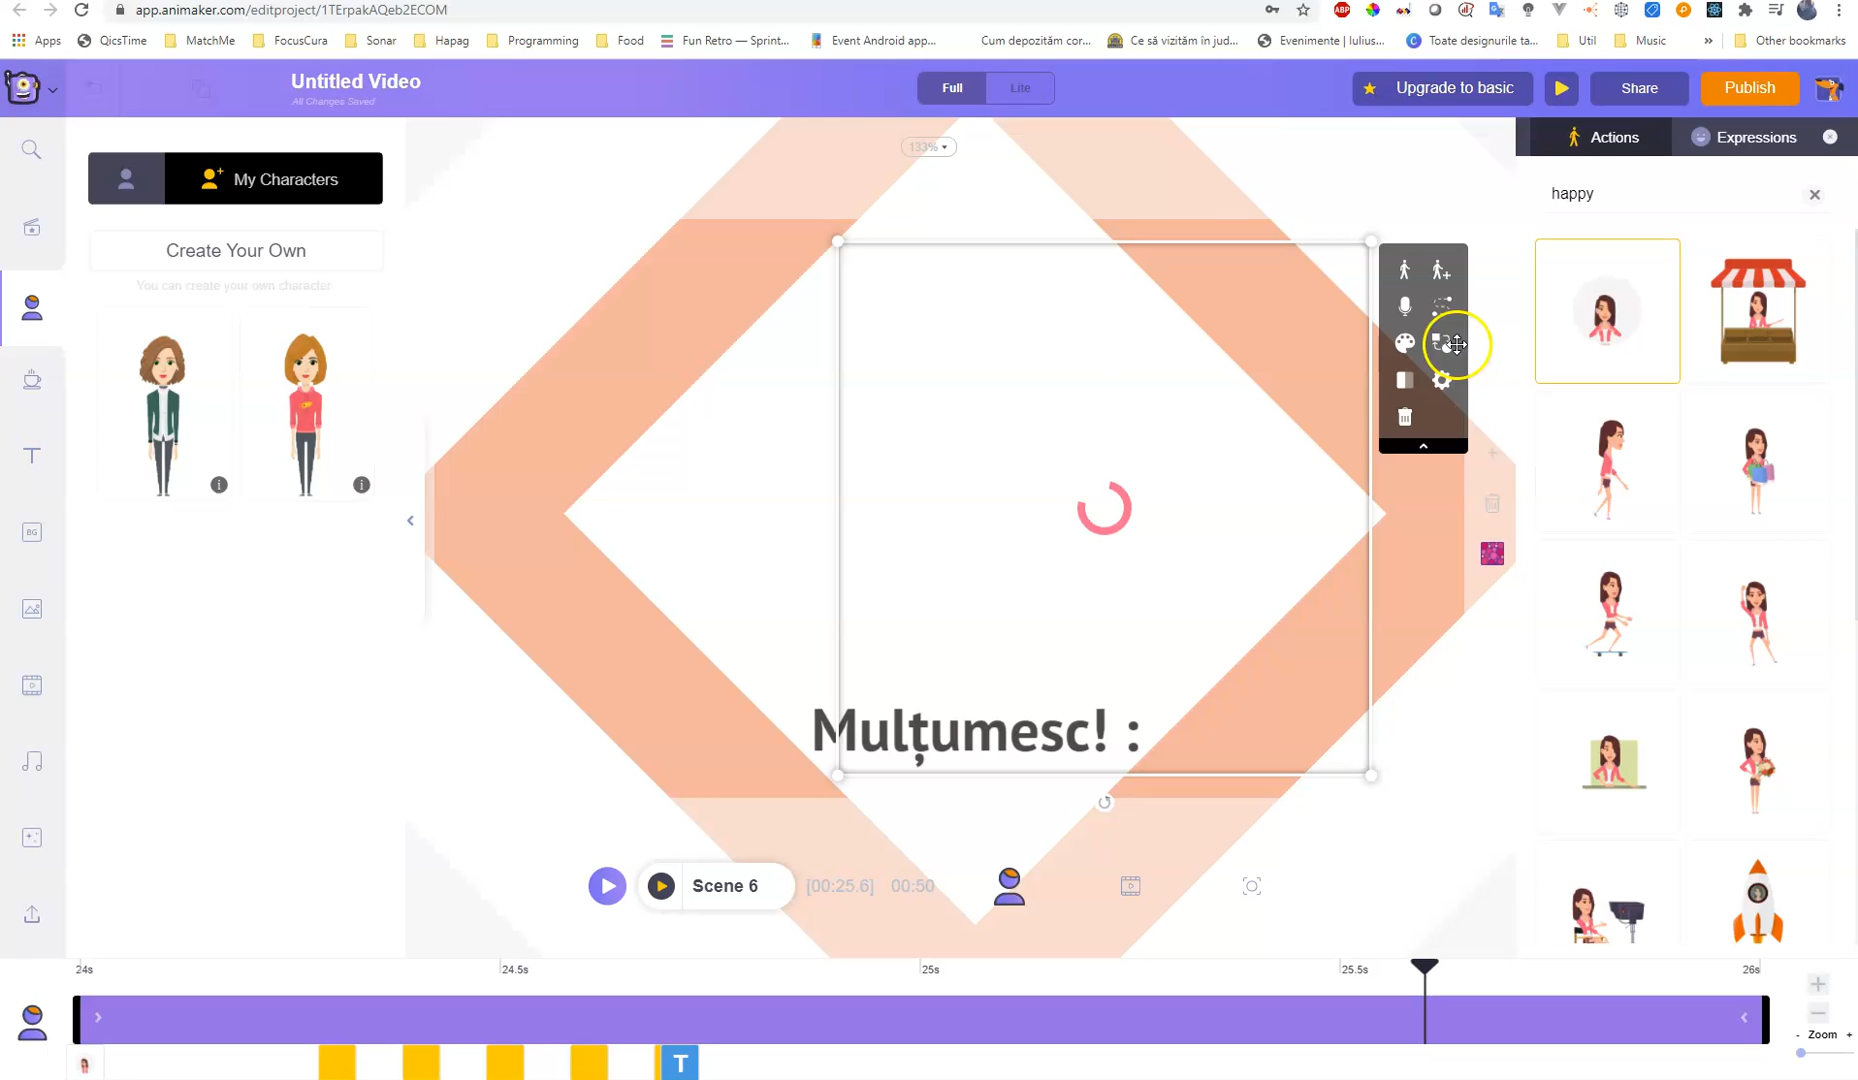 app.animaker.com/editproject/1TErpakAQeb2ECOM
ABP
Apps
QicsTime
MatchMe
FocusCura
Sonar
Hapag
Programming
Food
Fun Retro — Sprint...
Event Android app...
Cum depozităm cor...
Ce să vizităm în jud...
Evenimente | Iulius...
Toate designurile ta...
Util
Music
»
Other bookmarks
Untitled Video
All Changes Saved
Full
Lite
Upgrade to basic
Share
Publish
133%
Actions
Expressions
My Characters
happy
Create Your Own
You can create your own character
T
BG
Mulțumesc! :
Scene 6
[00:25.6]
00:50
24s
24.5s
25s
25.5s
26s
- Zoom +
T